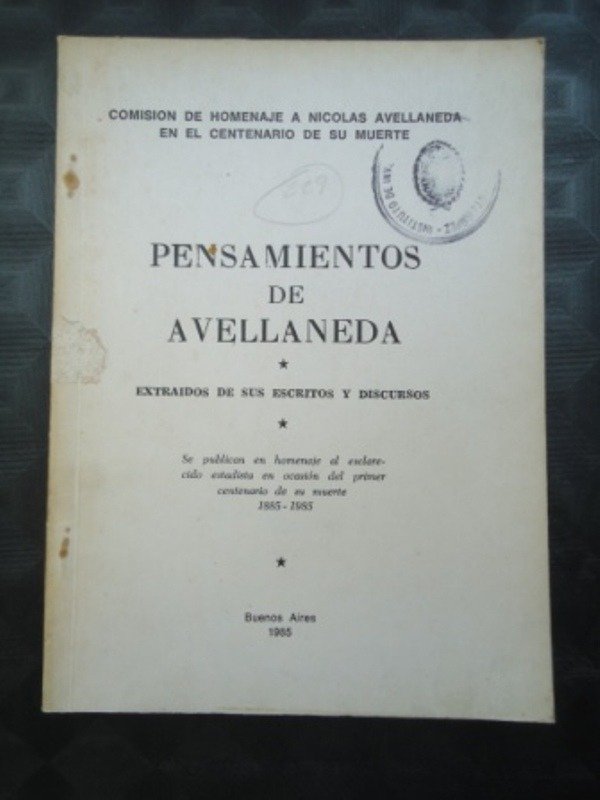 COMISION DE HOMENAJE A NICOLAS AVELLANEDA
EN EL CENTENARIO DE SU MUERTE
PENSAMIENTOS
DE
AVELLANEDA
EXTRAIDOS DE SUS ESCRITOS Y DISCURSOS
Se publican en homenaje al esclare-
cido estadista en ocasión del primer
centenario de su muerte
1885 - 1985
Buenos Aires
1985